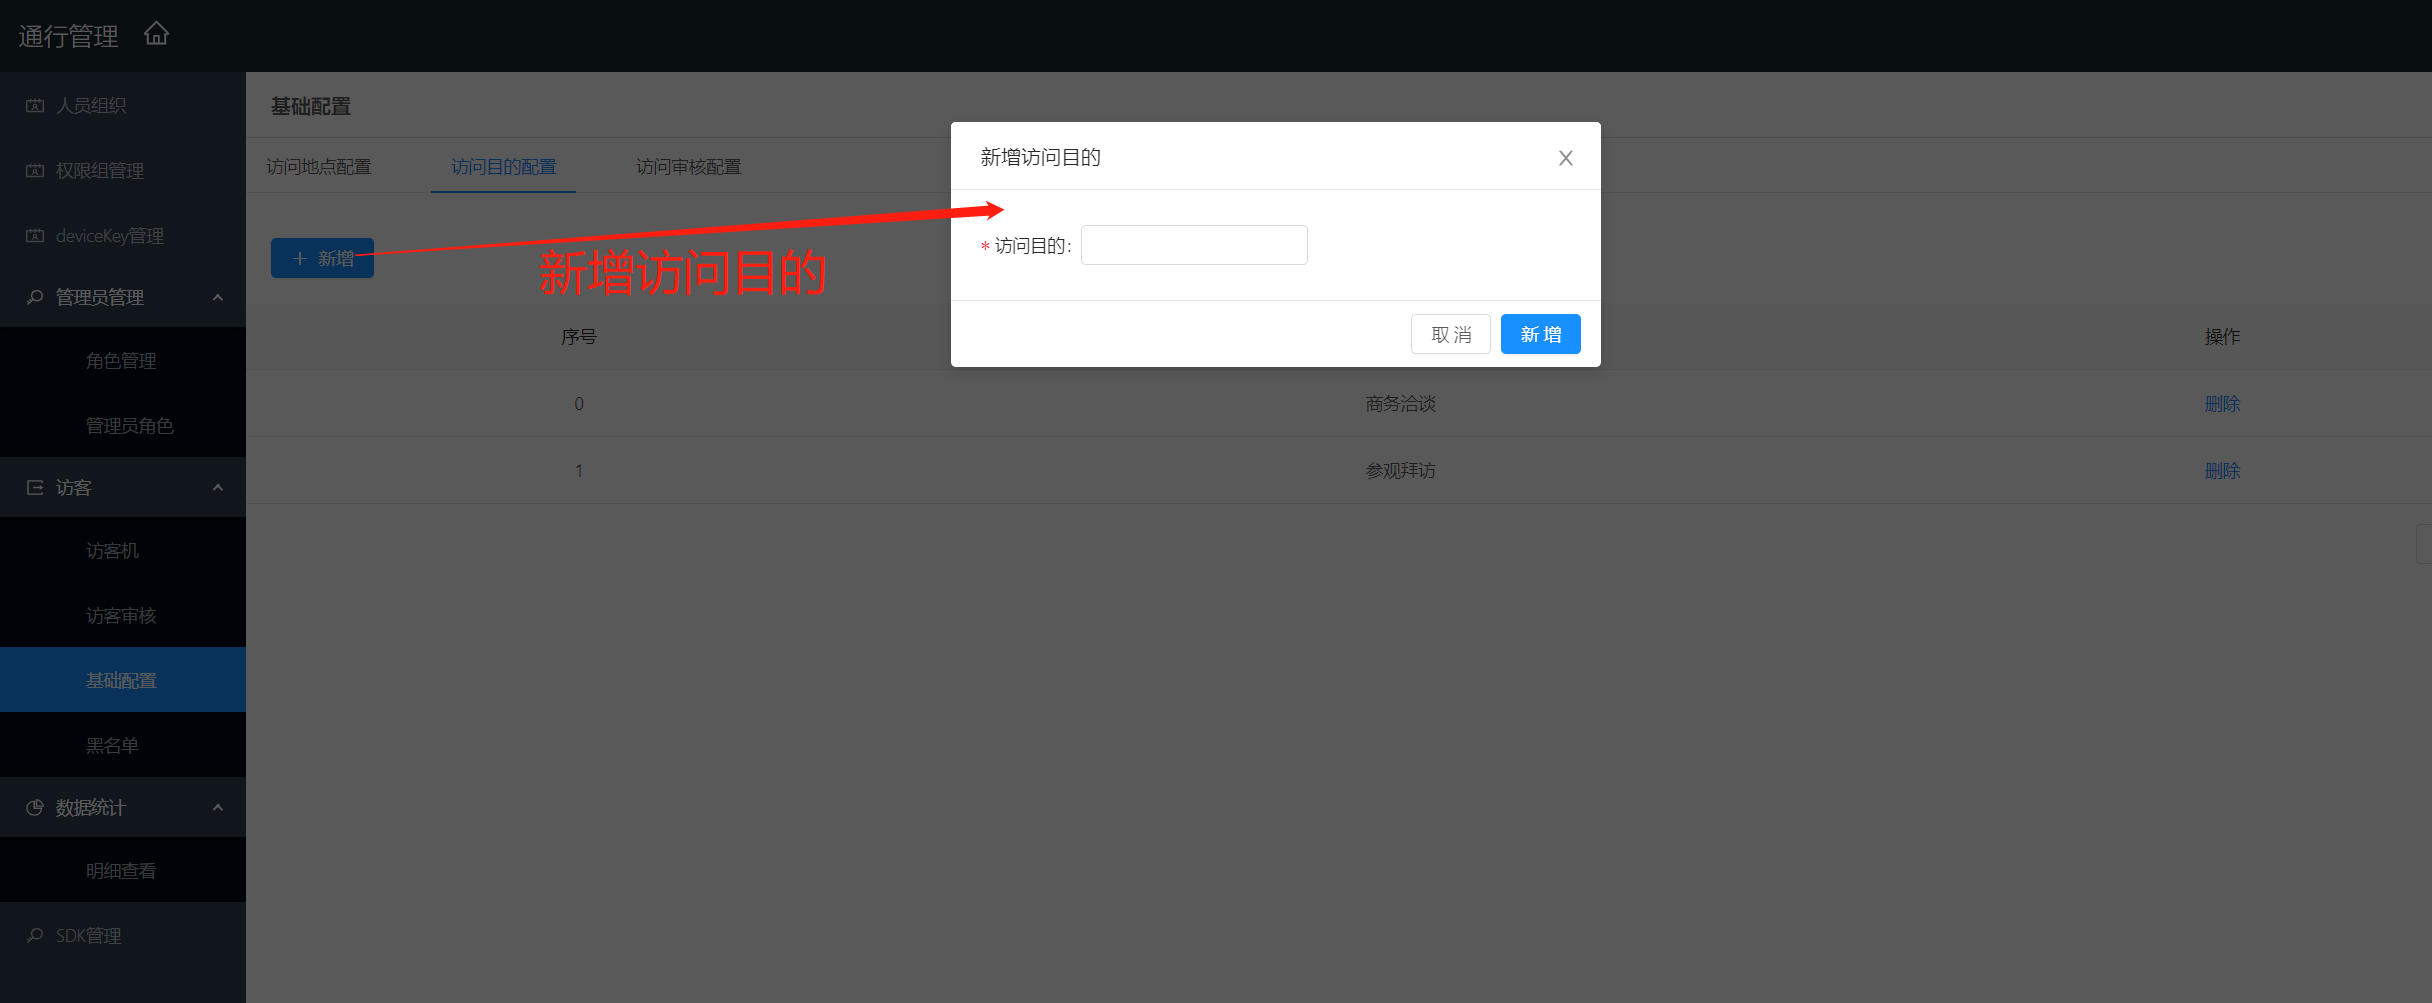 通行管理
人员组织
权限组管理
deviceKey管理
管理员管理
角色管理
管理员角色
访客
访客机
访客审核
基础配置
黑名单
数据统计
明细查看
SDK管理
基础配置
访问地点配置 访问目的配置 访问审核配置
+ 新增
新增访问目的
新增访问目的
* 访问目的:
取 消 新 增
序号 操作
0 商务洽谈 删除
1 参观拜访 删除